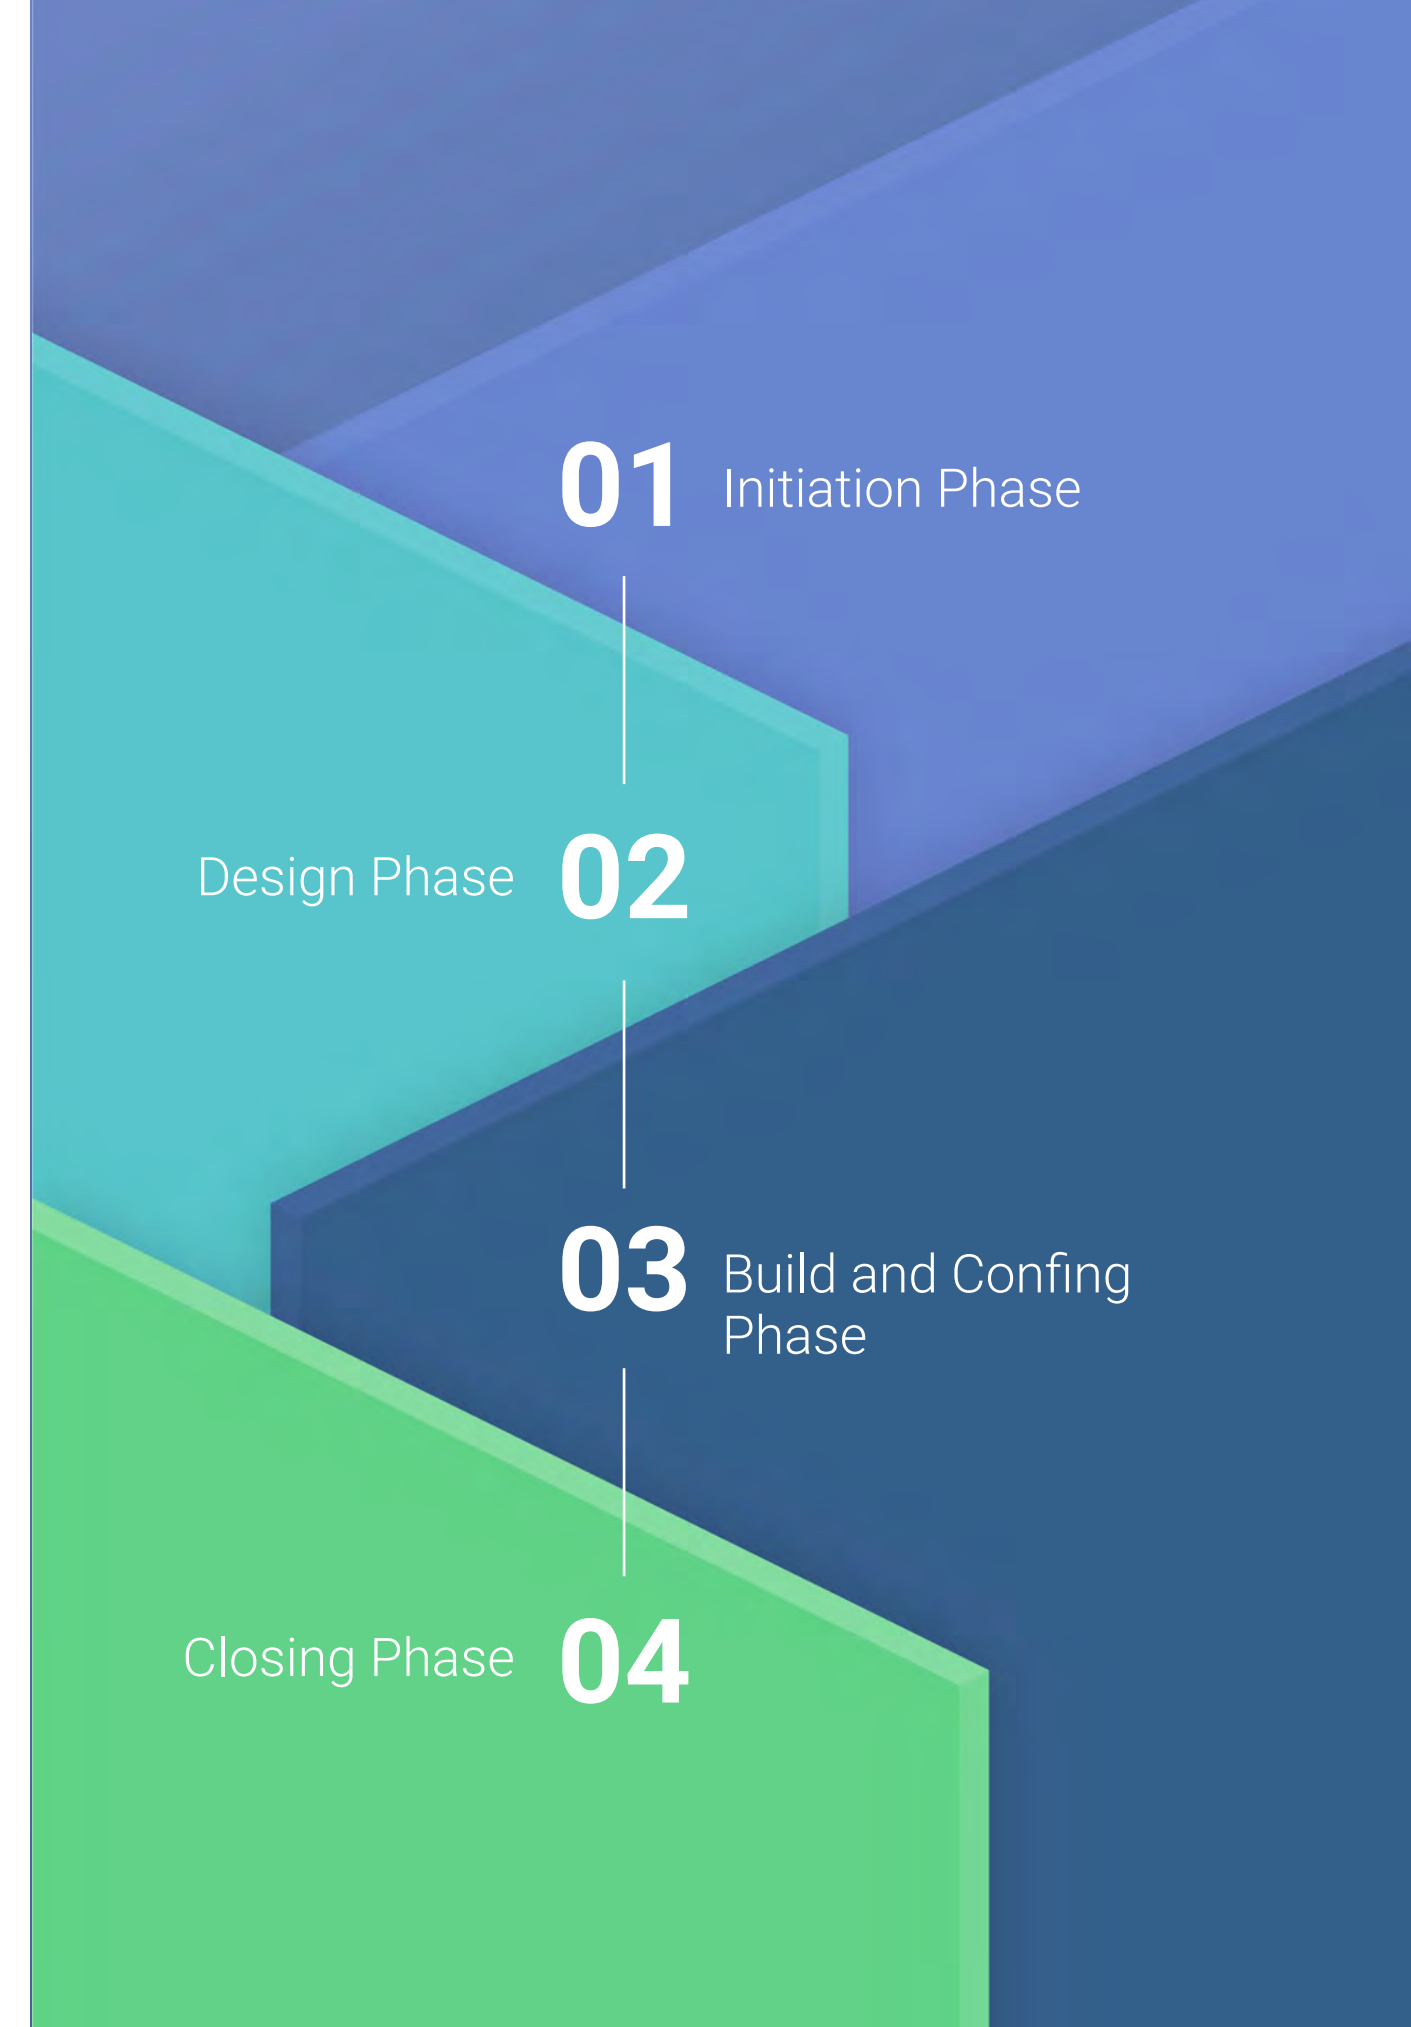 01 Initiation Phase
Design Phase 02
03 Build and Confing
Phase
Closing Phase 04